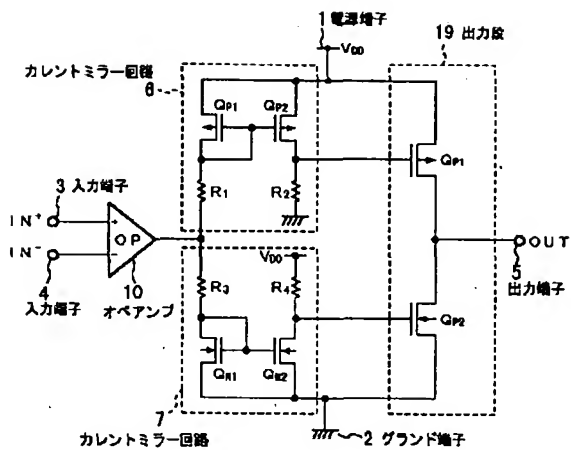 1 電源端子
VDD
19 出力段
カレントミラー回路
6
QP1
QP2
QP1
R1
R2
3 入力端子
IN+
IN-
+
-
OP
4
入力端子
10
オペアンプ
VDD
R3
R4
OUT
5
出力端子
QP2
QN1
QN2
7
カレントミラー回路
2 グランド端子